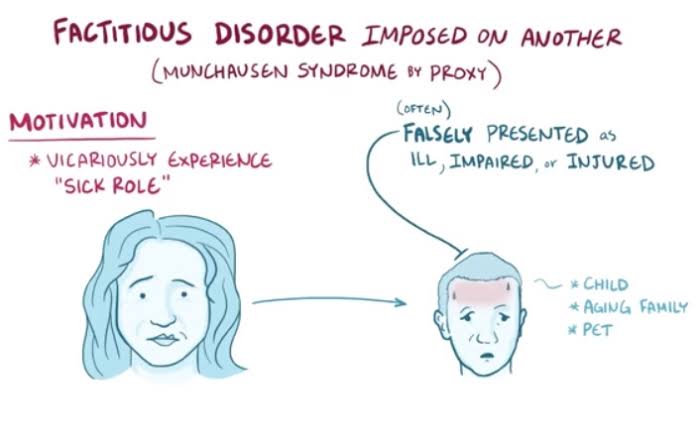 FACTITIOUS DISORDER IMPOSED ON ANOTHER
(MUNCHAUSEN SYNDROME BY PROXY)
MOTIVATION
* VICARIOUSLY EXPERIENCE
"SICK ROLE"
(OFTEN)
FALSELY PRESENTED as
ILL, IMPAIRED, or INJURED
* CHILD
* AGING FAMILY
* PET